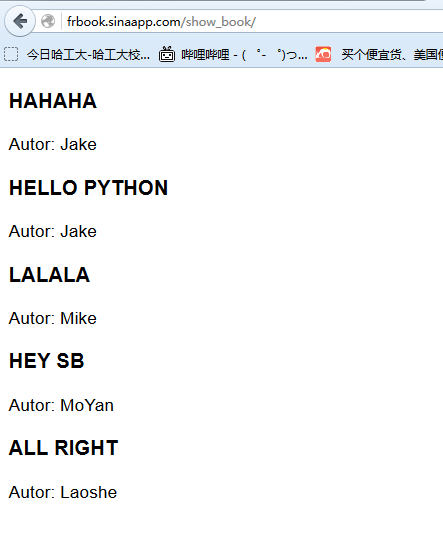 frbook.sinaapp.com/show_book/
今日哈工大-哈工大校... 哔哩哔哩 - ( ゜- ゜)つ... 买个便宜货、美国便
HAHAHA
Autor: Jake
HELLO PYTHON
Autor: Jake
LALALA
Autor: Mike
HEY SB
Autor: MoYan
ALL RIGHT
Autor: Laoshe